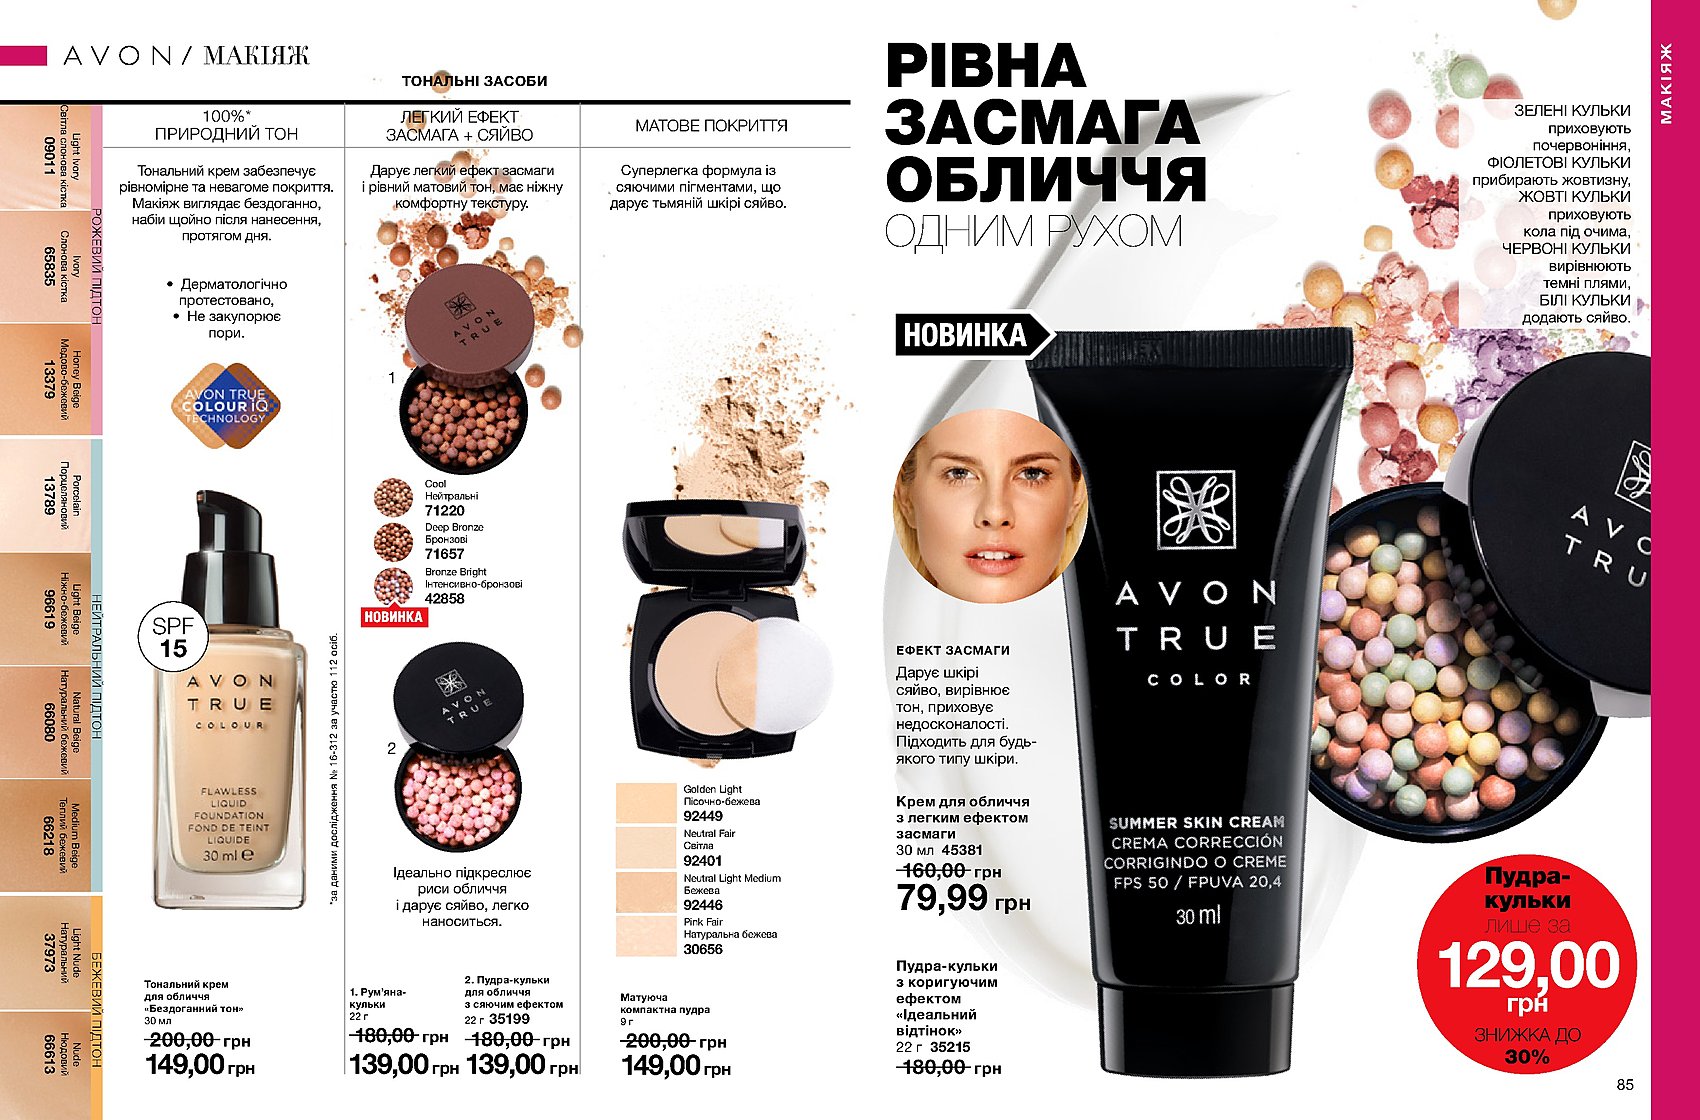 AVON / МАКІЯЖ
ТОНАЛЬНІ ЗАСОБИ
100%*
ПРИРОДНИЙ ТОН
Тональний крем забезпечує
рівномірне та невагоме покриття.
Макіяж виглядає бездоганно,
набіи щойно після нанесення,
протягом дня.
• Дерматологічно
протестовано,
• Не закупорює
пори.
AVON TRUE
COLOUR iQ
TECHNOLOGY
SPF
15
AVON
TRUE
COLOUR
FLAWLESS
LIQUID
FOUNDATION
FOND DE TEINT
LIQUIDE
30 ml e
*за даними дослідження № 16-312 за участю 112 осіб.
Тональний крем
для обличчя
«Бездоганний тон»
30 мл
200,00 грн
149,00 грн
РОЖЕВИЙ ПІДТОН
Light Ivory
Світла слонова кістка
09011
Ivory
Слонова кістка
65835
Honey Beige
Медово-бежевий
13379
НЕЙТРАЛЬНИЙ ПІДТОН
Porcelain
Порцеляновий
13789
Light Beige
Ніжно-бежевий
96619
Natural Beige
Натуральний бежевий
66080
Medium Beige
Теплий бежевий
66218
БЕЖЕВИЙ ПІДТОН
Light Nude
Натуральний
37973
Nude
Нюдовий
66613
ЛЕГКИЙ ЕФЕКТ
ЗАСМАГА + СЯЙВО
Дарує легкий ефект засмаги
і рівний матовий тон, має ніжну
комфортну текстуру.
AVON
TRUE
1
Cool
Нейтральні
71220
Deep Bronze
Бронзові
71657
Bronze Bright
Інтенсивно-бронзові
42858
НОВИНКА
AVON
TRUE
2
Ідеально підкреслює
риси обличчя
і дарує сяйво, легко
наноситься.
1. Рум'яна-
кульки
22 г
180,00 грн
139,00 грн
2. Пудра-кульки
для обличчя
з сяючим ефектом
22 г 35199
180,00 грн
139,00 грн
МАТОВЕ ПОКРИТТЯ
Суперлегка формула із
сяючими пігментами, що
дарує тьмяній шкірі сяйво.
Golden Light
Пісочно-бежева
92449
Neutral Fair
Світла
92401
Neutral Light Medium
Бежева
92446
Pink Fair
Натуральна бежева
30656
Матуюча
компактна пудра
9 г
200,00 грн
149,00 грн
РІВНА
ЗАСМАГА
ОБЛИЧЧЯ
ОДНИМ РУХОМ
НОВИНКА
ЗЕЛЕНІ КУЛЬКИ
приховують
почервоніння,
ФІОЛЕТОВІ КУЛЬКИ
прибирають жовтизну,
ЖОВТІ КУЛЬКИ
приховують
кола під очима,
ЧЕРВОНІ КУЛЬКИ
вирівнюють
темні плями,
БІЛІ КУЛЬКИ
додають сяйво.
МАКІЯЖ
ЕФЕКТ ЗАСМАГИ
Дарує шкірі
сяйво, вирівнює
тон, приховує
недосконалості.
Підходить для будь-
якого типу шкіри.
Крем для обличчя
з легким ефектом
засмаги
30 мл 45381
160,00 грн
79,99 грн
Пудра-кульки
з коригуючим
ефектом
«Ідеальний
відтінок»
22 г 35215
180,00 грн
AVON
TRUE
COLOR
SUMMER SKIN CREAM
CREMA CORRECCIÓN
CORRIGINDO O CREME
FPS 50 / FPUVA 20,4
30 ml
AVO
TRU
Пудра-
кульки
лише за
129,00
грн
ЗНИЖКА ДО
30%
85